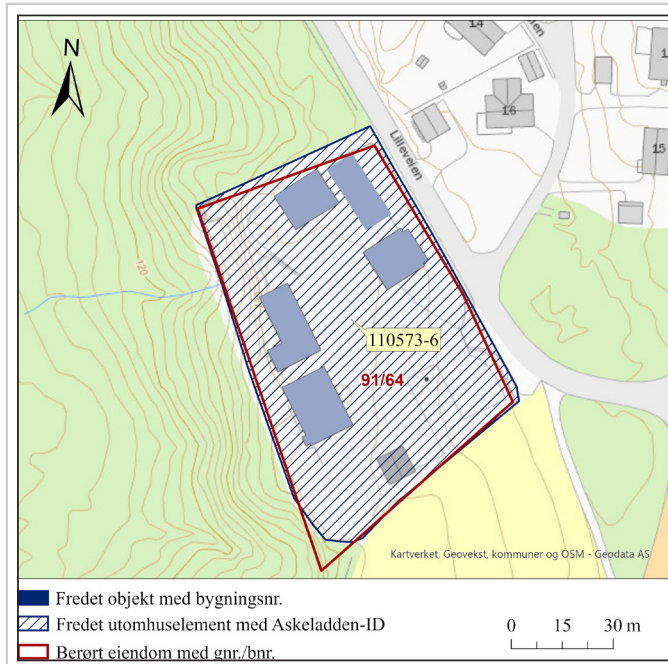 N
14
Lilleveien
16
15
120
110573-6
91/64
Kartverket, Geovekst, kommuner og OSM - Geodata AS
Fredet objekt med bygningsnr.
Fredet utomhuselement med Askeladden-ID
0 15 30 m
Berørt eiendom med gnr./bnr.